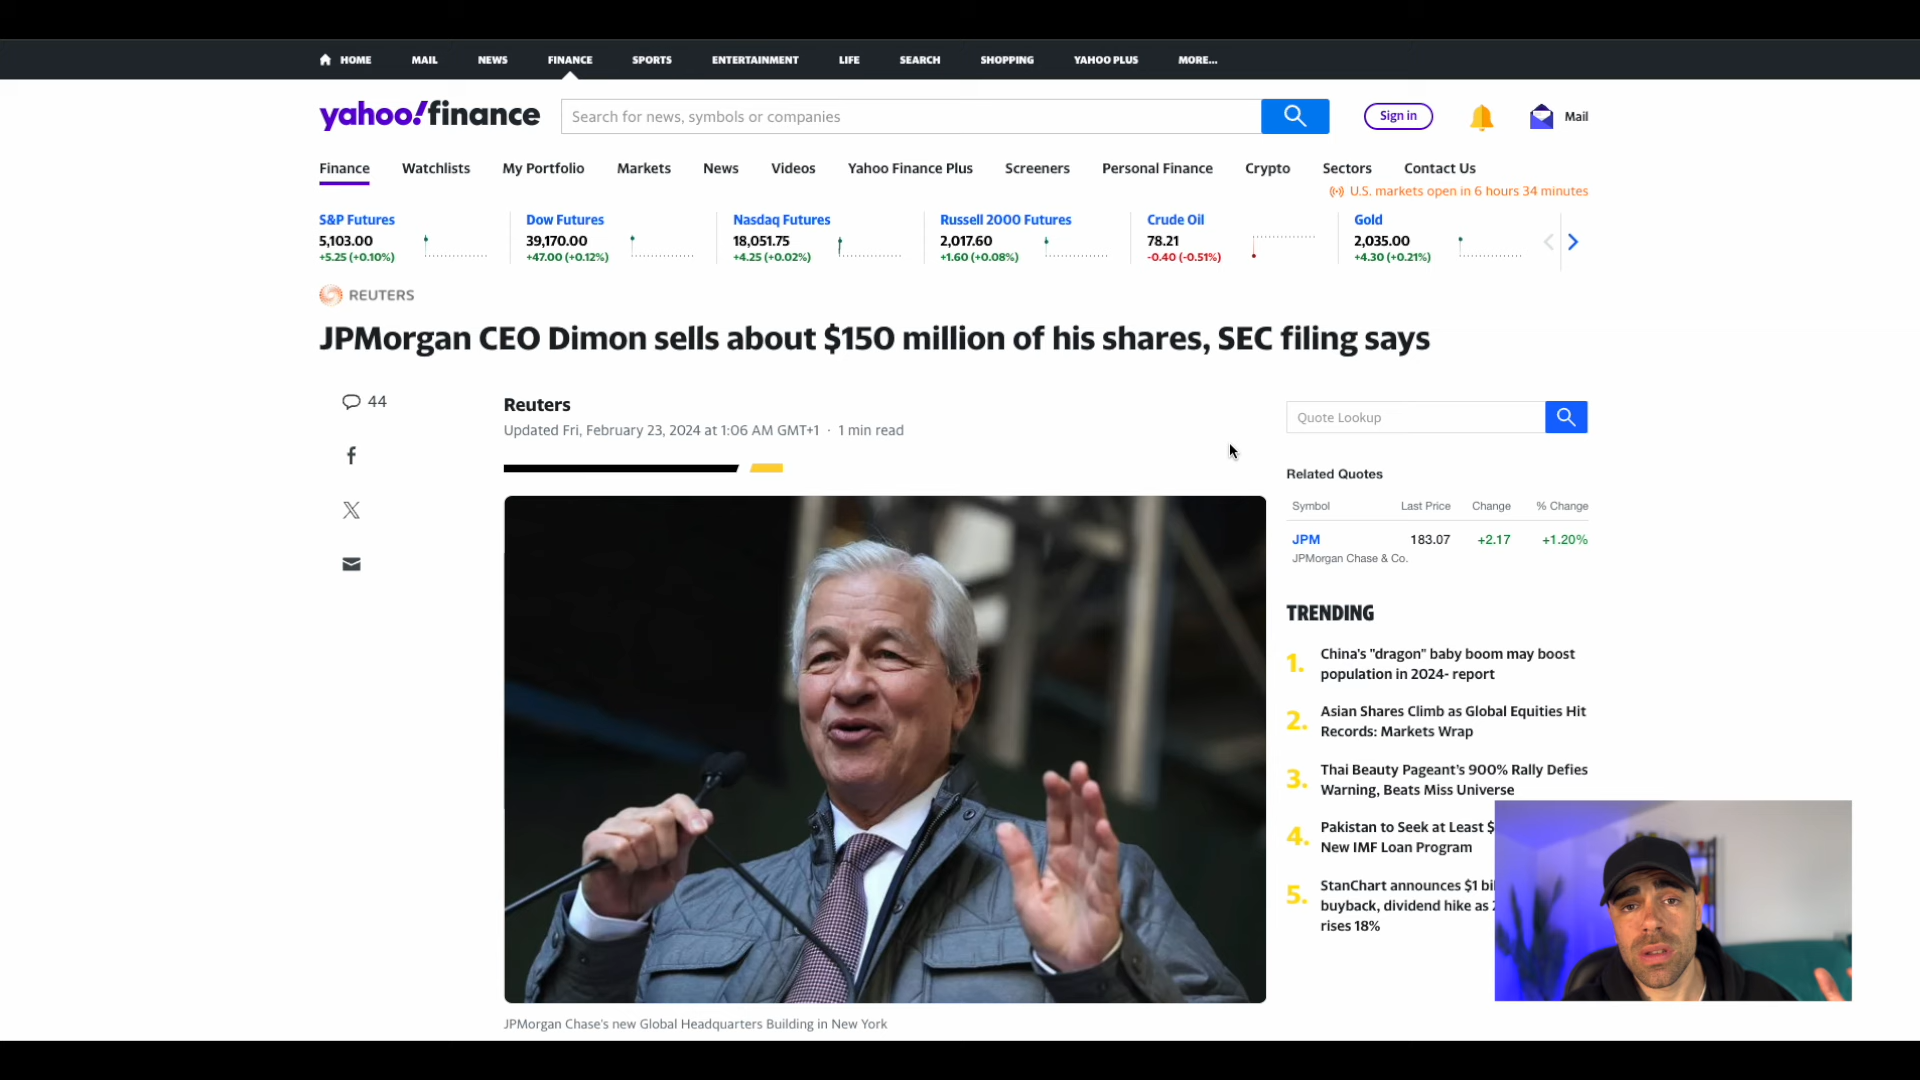 HOME MAIL NEWS FINANCE SPORTS ENTERTAINMENT LIFE SEARCH SHOPPING YAHOO PLUS MORE...
yahoo!finance
Search for news, symbols or companies
Sign in
Mail
Finance Watchlists My Portfolio Markets News Videos Yahoo Finance Plus Screeners Personal Finance Crypto Sectors Contact Us
U.S. markets open in 6 hours 34 minutes
S&P Futures
5,103.00
+5.25 (+0.10%)
Dow Futures
39,170.00
+47.00 (+0.12%)
Nasdaq Futures
18,051.75
+4.25 (+0.02%)
Russell 2000 Futures
2,017.60
+1.60 (+0.08%)
Crude Oil
78.21
-0.40 (-0.51%)
Gold
2,035.00
+4.30 (+0.21%)
REUTERS
JPMorgan CEO Dimon sells about $150 million of his shares, SEC filing says
44
Reuters
Updated Fri, February 23, 2024 at 1:06 AM GMT+1 · 1 min read
JPMorgan Chase's new Global Headquarters Building in New York
Quote Lookup
Related Quotes
Symbol Last Price Change % Change
JPM 183.07 +2.17 +1.20%
JPMorgan Chase & Co.
TRENDING
1. China's "dragon" baby boom may boost
population in 2024- report
2. Asian Shares Climb as Global Equities Hit
Records: Markets Wrap
3. Thai Beauty Pageant's 900% Rally Defies
Warning, Beats Miss Universe
4. Pakistan to Seek at Least $
New IMF Loan Program
5. StanChart announces $1
buyback, dividend hike as
rises 18%